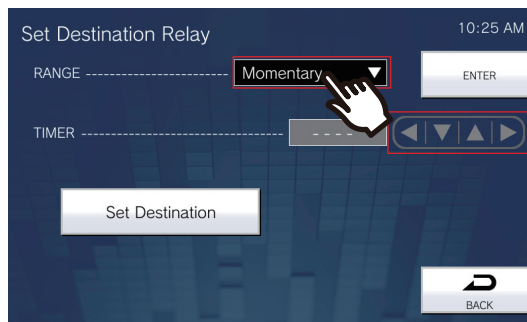 Set Destination Relay
10:25 AM
RANGE ----------------------- Momentary ▼
ENTER
TIMER --------------------------------- - - - -
Set Destination
BACK